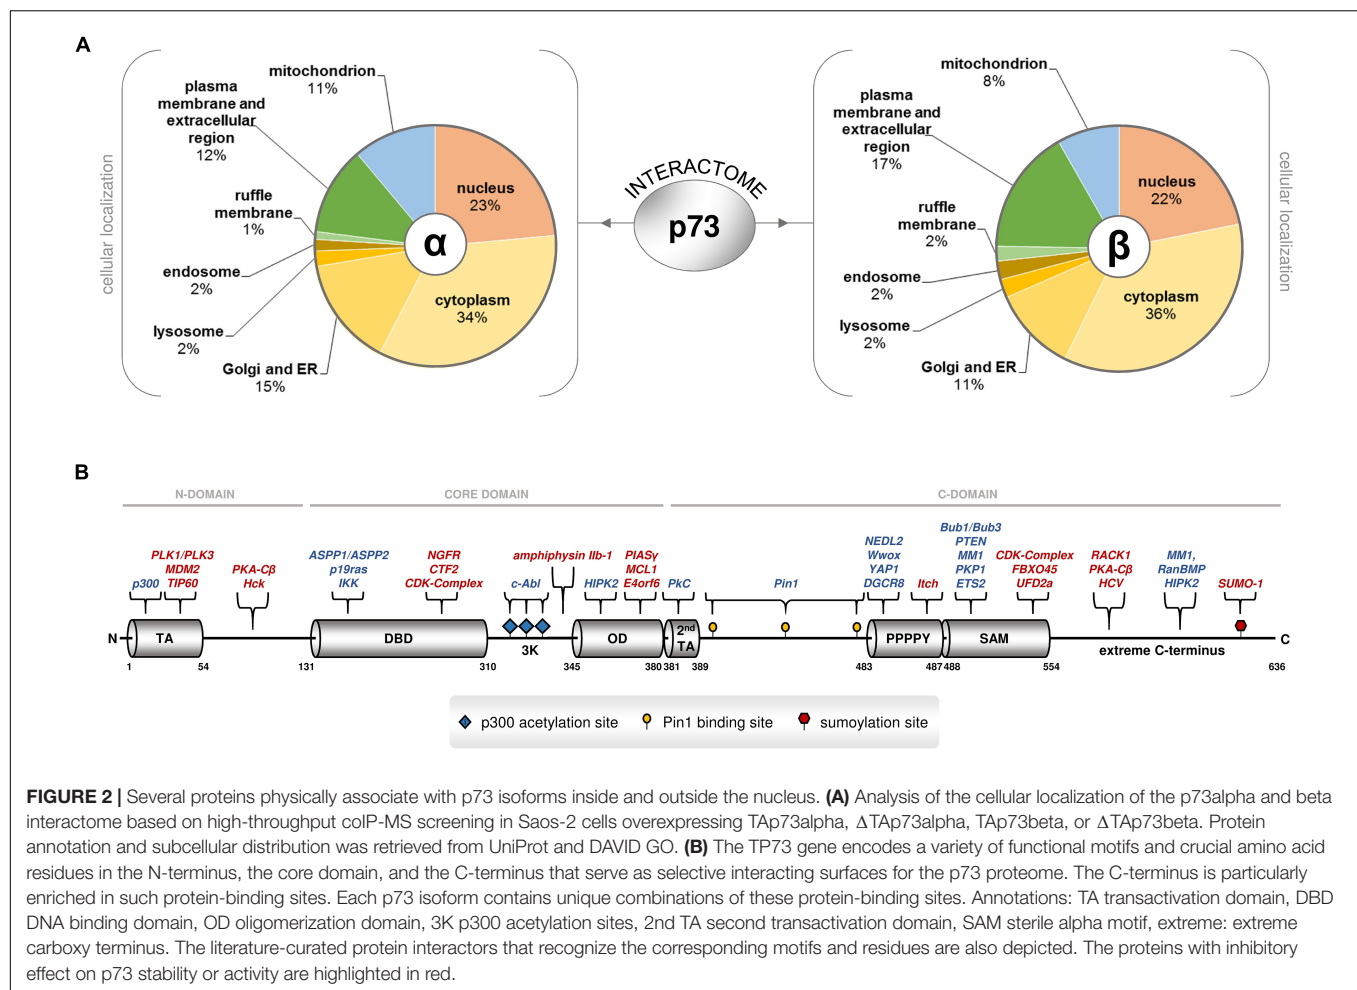 A
cellular localization
mitochondrion
11%
plasma
membrane and
extracellular
region
12%
ruffle
membrane
1%
endosome
2%
lysosome
2%
Golgi and ER
15%
nucleus
23%
cytoplasm
34%
α
INTERACTOME
p73
mitochondrion
8%
plasma
membrane and
extracellular
region
17%
ruffle
membrane
2%
endosome
2%
lysosome
2%
Golgi and ER
11%
nucleus
22%
cytoplasm
36%
β
cellular localization
B
N-DOMAIN
CORE DOMAIN
C-DOMAIN
p300
PLK1/PLK3
MDM2
TIP60
PKA-Cβ
Hck
ASPP1/ASPP2
p19ras
IKK
NGFR
CTF2
CDK-Complex
c-Abl
amphiphysin IIb-1
HIPK2
PIASγ
MCL1
E4orf6
PkC
Pin1
NEDL2
Wwox
YAP1
DGCR8
Itch
Bub1/Bub3
PTEN
MM1
PKP1
ETS2
CDK-Complex
FBXO45
UFD2a
RACK1
PKA-Cβ
HCV
MM1,
RanBMP
HIPK2
SUMO-1
N
TA
DBD
3K
OD
2nd
TA
PPPPY
SAM
extreme C-terminus
C
1
54
131
310
345
380
381
389
483
487
488
554
636
p300 acetylation site
Pin1 binding site
sumoylation site
FIGURE 2 | Several proteins physically associate with p73 isoforms inside and outside the nucleus. (A) Analysis of the cellular localization of the p73alpha and beta
interactome based on high-throughput coIP-MS screening in Saos-2 cells overexpressing TAp73alpha, ΔTAp73alpha, TAp73beta, or ΔTAp73beta. Protein
annotation and subcellular distribution was retrieved from UniProt and DAVID GO. (B) The TP73 gene encodes a variety of functional motifs and crucial amino acid
residues in the N-terminus, the core domain, and the C-terminus that serve as selective interacting surfaces for the p73 proteome. The C-terminus is particularly
enriched in such protein-binding sites. Each p73 isoform contains unique combinations of these protein-binding sites. Annotations: TA transactivation domain, DBD
DNA binding domain, OD oligomerization domain, 3K p300 acetylation sites, 2nd TA second transactivation domain, SAM sterile alpha motif, extreme: extreme
carboxy terminus. The literature-curated protein interactors that recognize the corresponding motifs and residues are also depicted. The proteins with inhibitory
effect on p73 stability or activity are highlighted in red.